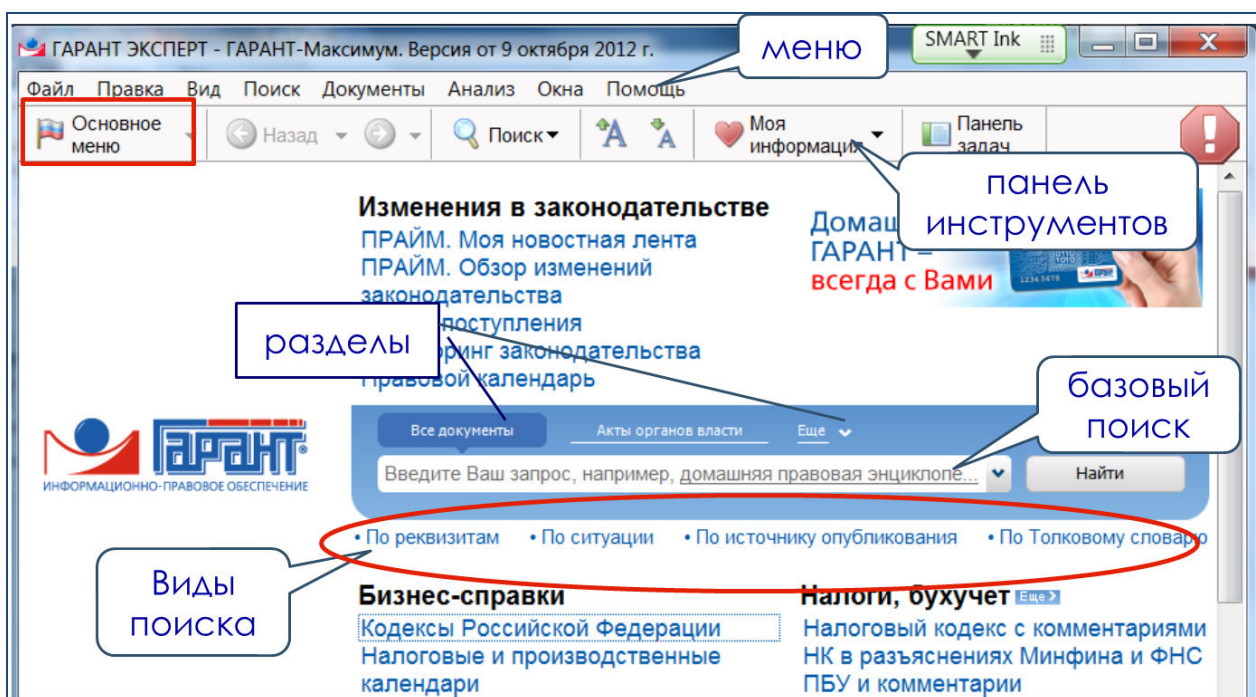 ГАРАНТ ЭКСПЕРТ - ГАРАНТ-Максимум. Версия от 9 октября 2012 г.
меню
SMART Ink
Файл Правка Вид Поиск Документы Анализ Окна Помощь
Основное меню
Назад
Поиск
Моя информация
Панель задач
панель
инструментов
Изменения в законодательстве
ПРАЙМ. Моя новостная лента
ПРАЙМ. Обзор изменений
законодательства
поступления
законодательства
Правовой календарь
ГАРАНТ –
всегда с Вами
разделы
базовый
поиск
Все документы Акты органов власти Еще
Введите Ваш запрос, например, домашняя правовая энциклопе...
Найти
ГАРАНТ
ИНФОРМАЦИОННО-ПРАВОВОЕ ОБЕСПЕЧЕНИЕ
• По реквизитам • По ситуации • По источнику опубликования • По Толковому словарю
Виды
поиска
Бизнес-справки
Кодексы Российской Федерации
Налоговые и производственные
календари
Налоги, бухучет Еще
Налоговый кодекс с комментариями
НК в разъяснениях Минфина и ФНС
ПБУ и комментарии